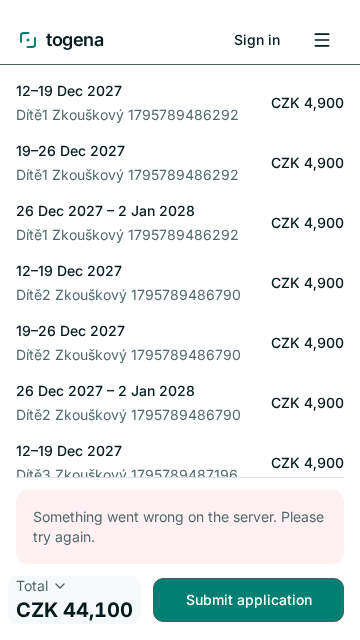 togena
Sign in
12–19 Dec 2027
Dítě1 Zkouškový 1795789486292
CZK 4,900
19–26 Dec 2027
Dítě1 Zkouškový 1795789486292
CZK 4,900
26 Dec 2027 – 2 Jan 2028
Dítě1 Zkouškový 1795789486292
CZK 4,900
12–19 Dec 2027
Dítě2 Zkouškový 1795789486790
CZK 4,900
19–26 Dec 2027
Dítě2 Zkouškový 1795789486790
CZK 4,900
26 Dec 2027 – 2 Jan 2028
Dítě2 Zkouškový 1795789486790
CZK 4,900
12–19 Dec 2027
Dítě3 Zkouškový 1795789487196
CZK 4,900
Something went wrong on the server. Please
try again.
Total
CZK 44,100
Submit application